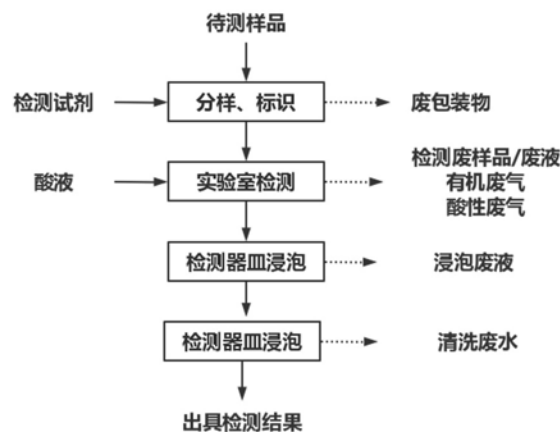 待测样品
检测试剂
分样、标识
废包装物
酸液
实验室检测
检测废样品/废液
有机废气
酸性废气
检测器皿浸泡
浸泡废液
检测器皿浸泡
清洗废水
出具检测结果